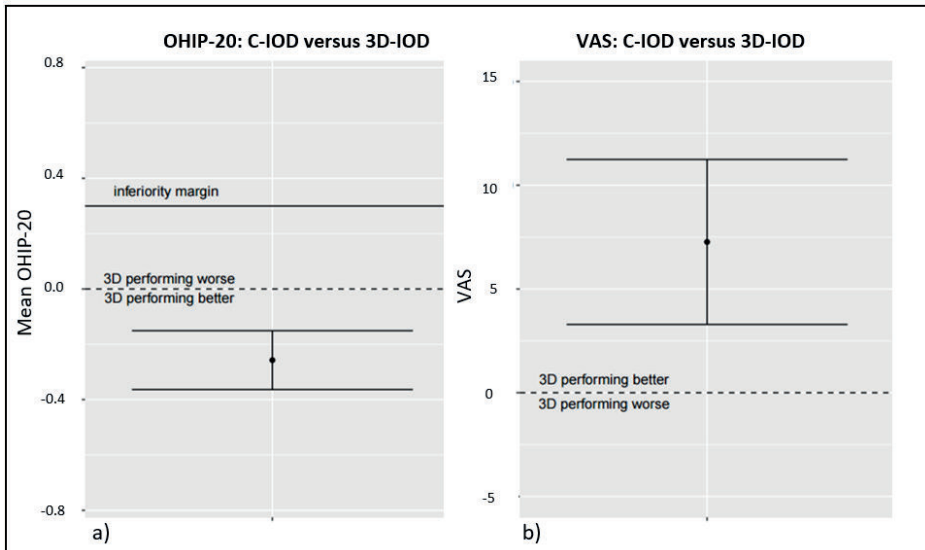 OHIP-20: C-IOD versus 3D-IOD
0.8
0.4
0.0
-0.4
-0.8
Mean OHIP-20
inferiority margin
3D performing worse
3D performing better
a)
VAS: C-IOD versus 3D-IOD
15
10
5
0
-5
VAS
3D performing better
3D performing worse
b)